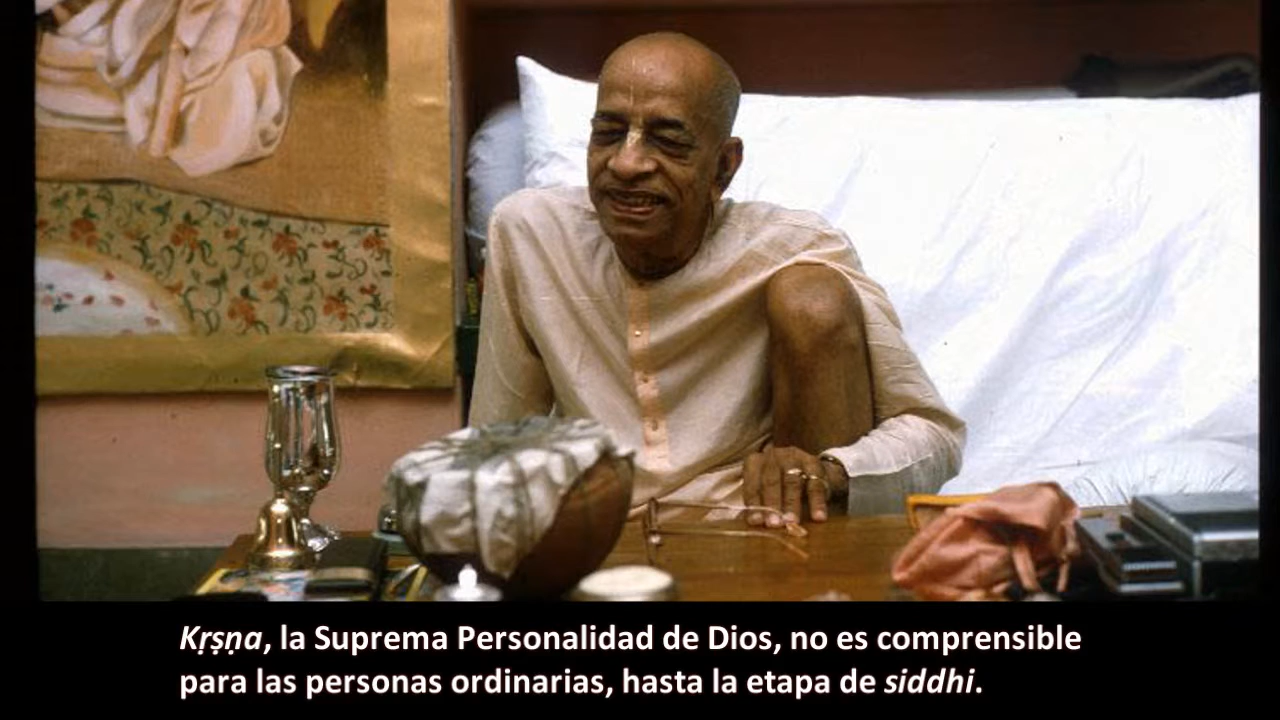 Kṛṣṇa, la Suprema Personalidad de Dios, no es comprensible
para las personas ordinarias, hasta la etapa de siddhi.